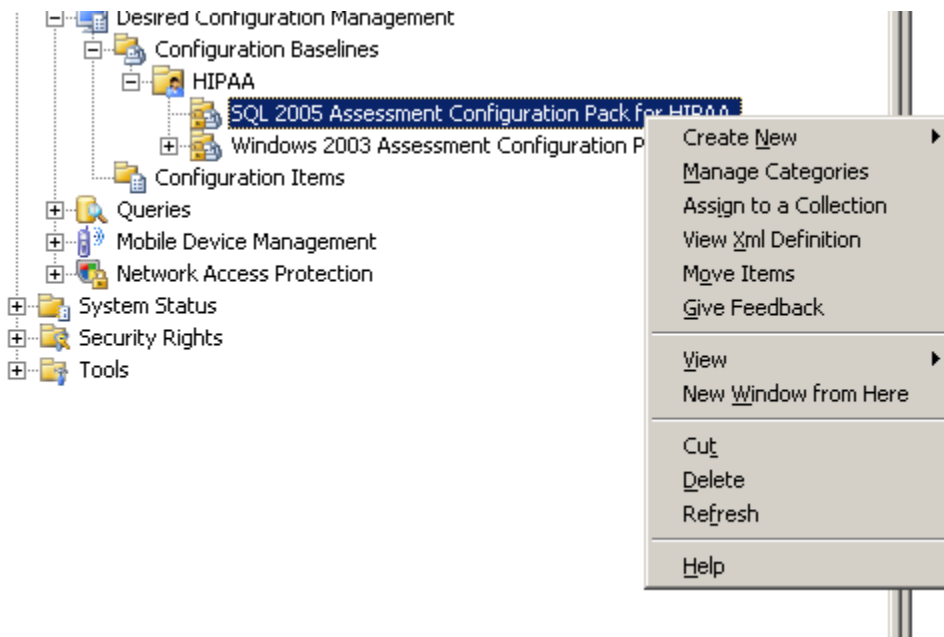 Desired Configuration Management
Configuration Baselines
HIPAA
SQL 2005 Assessment Configuration Pack for HIPAA
Windows 2003 Assessment Configuration P
Configuration Items
Queries
Mobile Device Management
Network Access Protection
System Status
Security Rights
Tools
Create New
Manage Categories
Assign to a Collection
View Xml Definition
Move Items
Give Feedback
View
New Window from Here
Cut
Delete
Refresh
Help